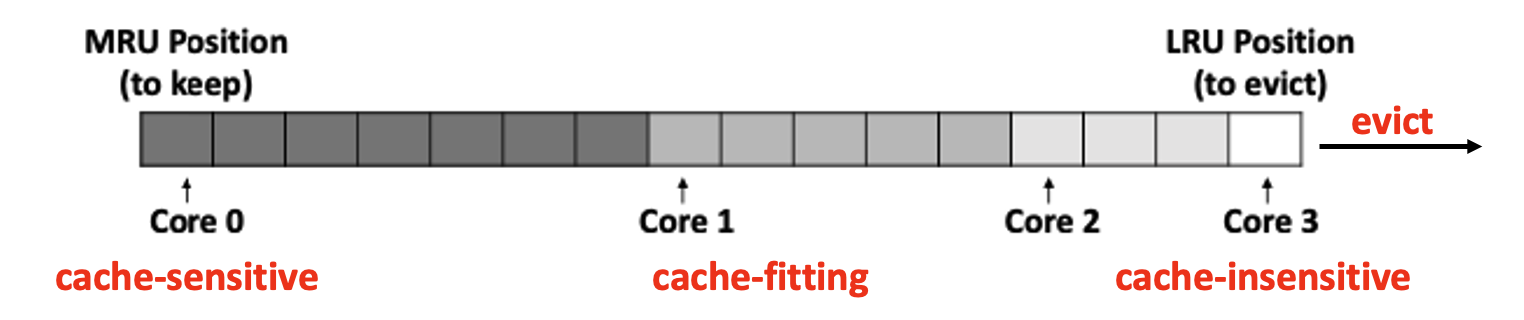 MRU Position
(to keep)
LRU Position
(to evict)
evict
Core 0
Core 1
Core 2
Core 3
cache-sensitive
cache-fitting
cache-insensitive